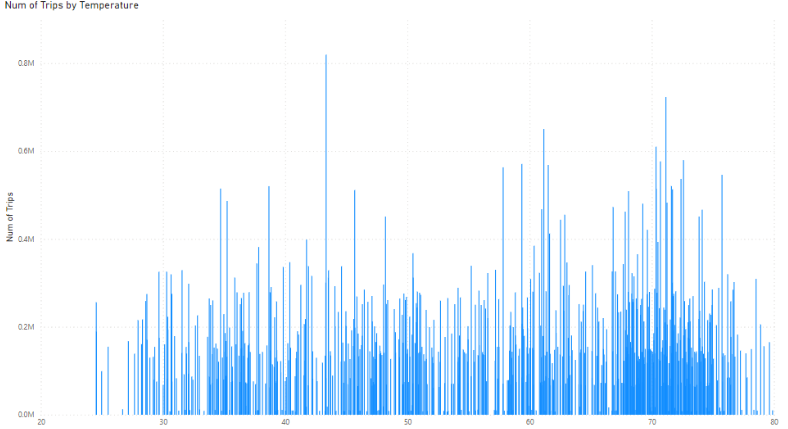 Num of Trips by Temperature
0.8M
0.6M
0.4M
0.2M
0.0M
Num of Trips
20 30 40 50 60 70 80